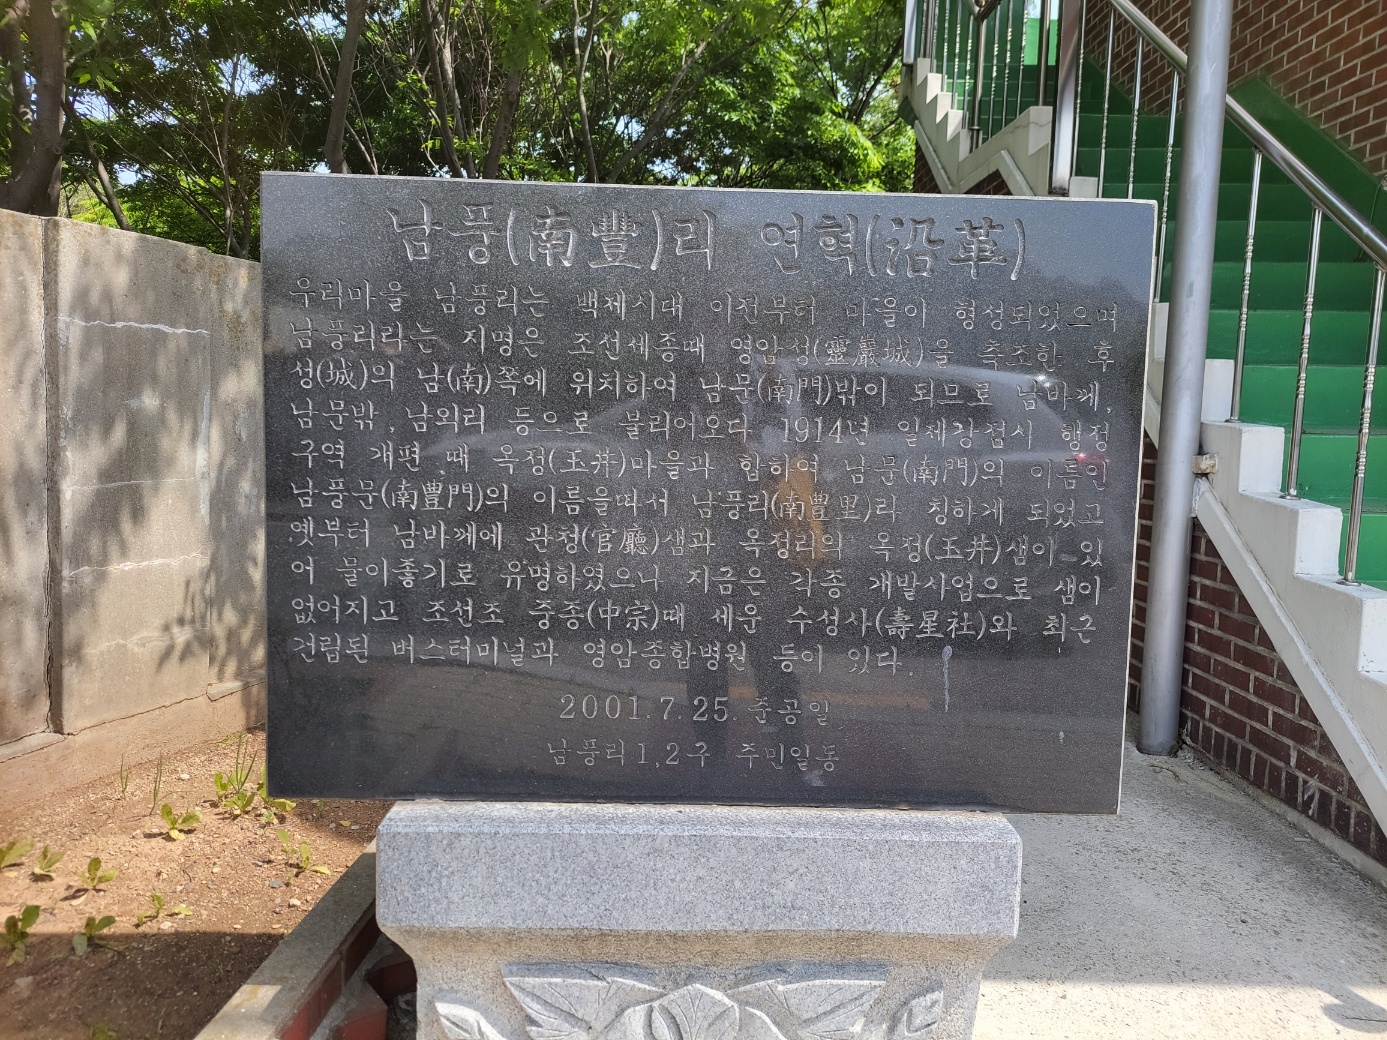 남풍(南豐)리 연혁(沿革)
우리마을 남풍리는 백제시대 이전부터 마을이 형성되었으며
남풍리라는 지명은 조선세종때 영암성(靈巖城)을 축조한 후
성(城)의 남(南)쪽에 위치하여 남문(南門)밖이 되므로 남바깨,
남문밖, 남외리 등으로 불리어오다 1914년 일제강점시 행정
구역 개편 때 옥정(玉井)마을과 합하여 남문(南門)의 이름인
남풍문(南豊門)의 이름을따서 남풍리(南豊里)라 칭하게 되었고
옛부터 남바깨에 관청(官廳)샘과 옥정리의 옥정(玉井)샘이 있
어 물이좋기로 유명하였으나 지금은 각종 개발사업으로 샘이
없어지고 조선조 중종(中宗)때 세운 수성사(壽星社)와 최근
건립된 버스터미널과 영암종합병원 등이 있다.
2001.7.25. 준공일
남풍리1,2구 주민일동